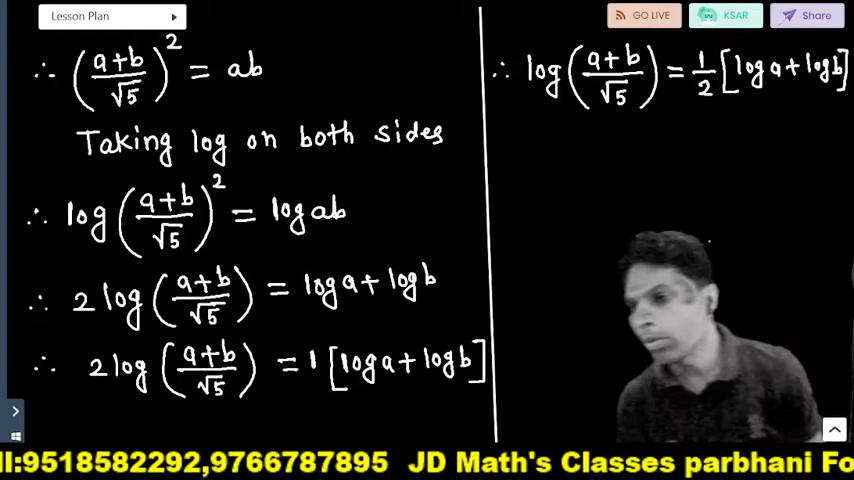 Lesson Plan
GO LIVE
KSAR
Share
∴ (a+b/√5)² = ab
Taking log on both sides
∴ log(a+b/√5)² = log ab
∴ 2 log(a+b/√5) = log a + log b
∴ 2 log(a+b/√5) = 1 [log a + log b]
∴ log(a+b/√5) = 1/2 [log a + log b]
ll:9518582292,9766787895 JD Math's Classes parbhani Fo